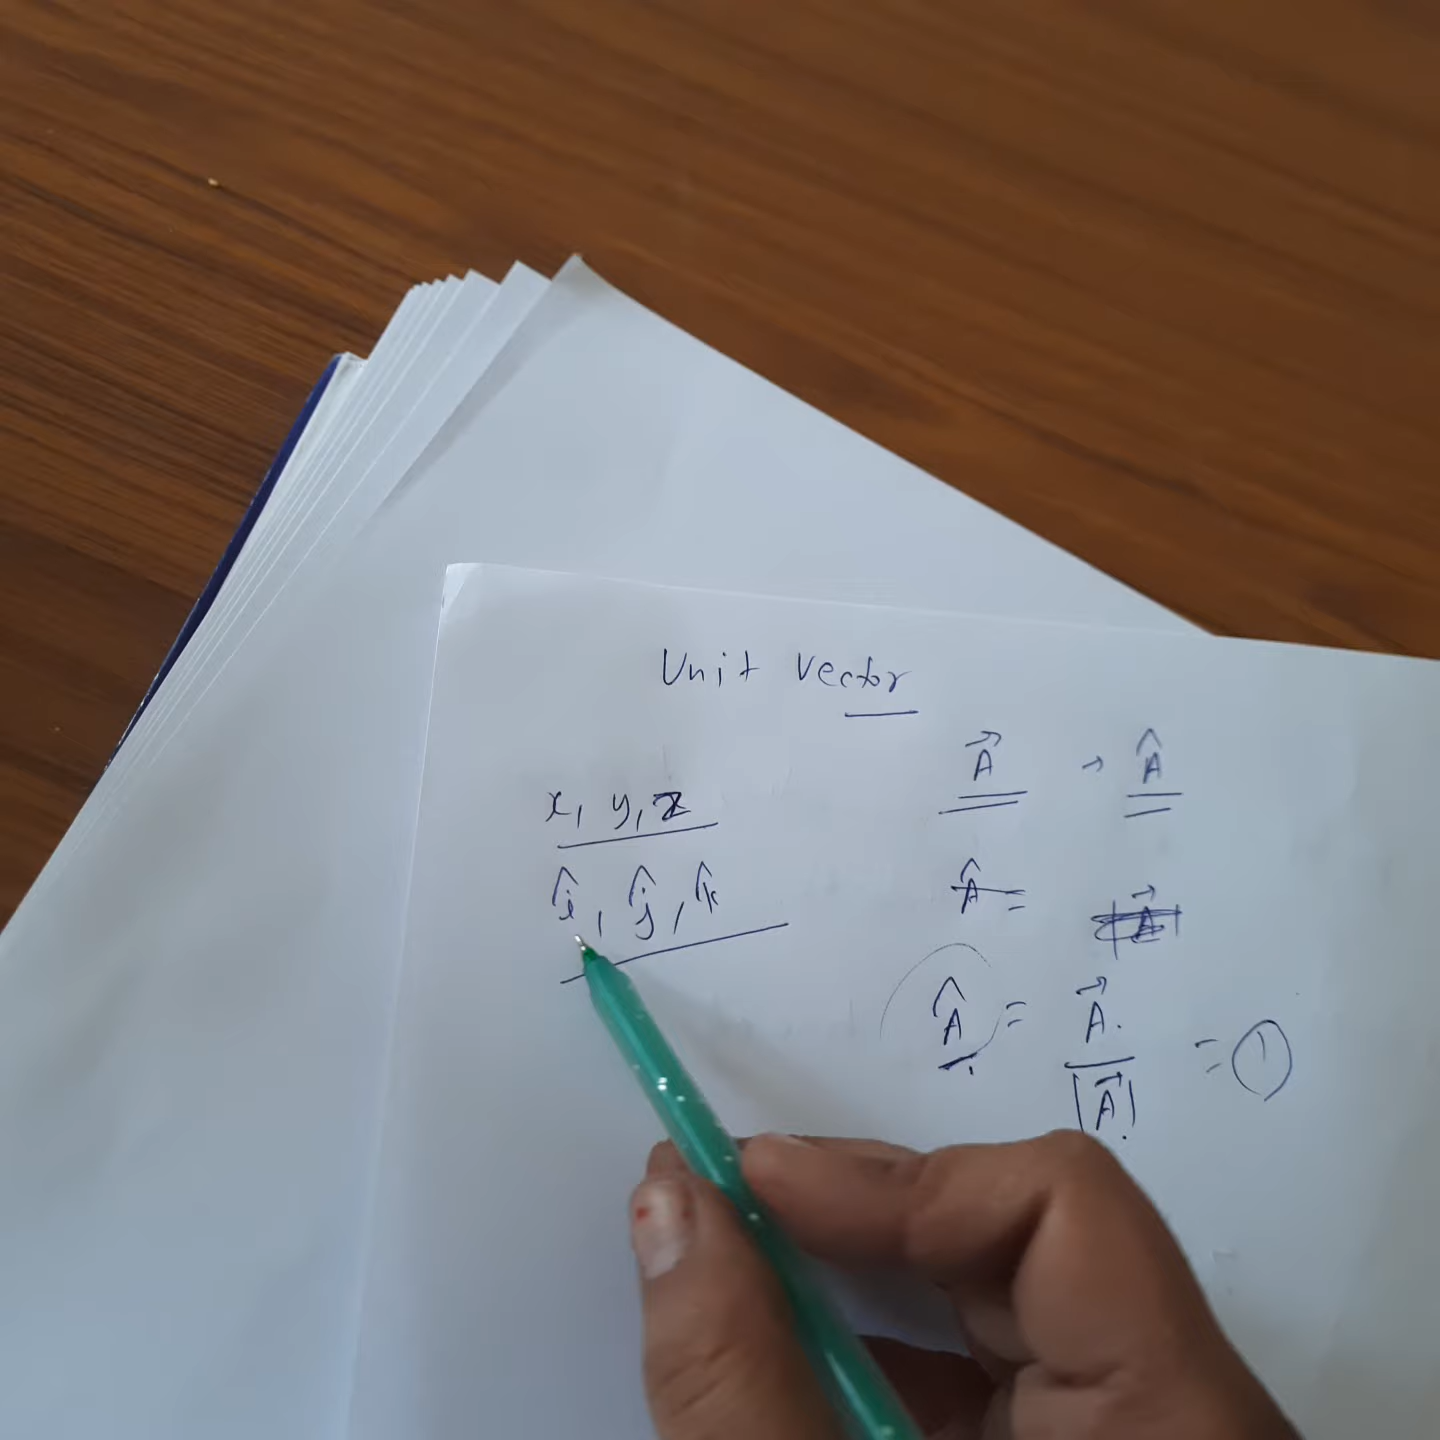 Unit Vector
x, y, z
î, ĵ, k̂
A⃗ → Â
Â =
Â = A⃗ / |A⃗| = 1